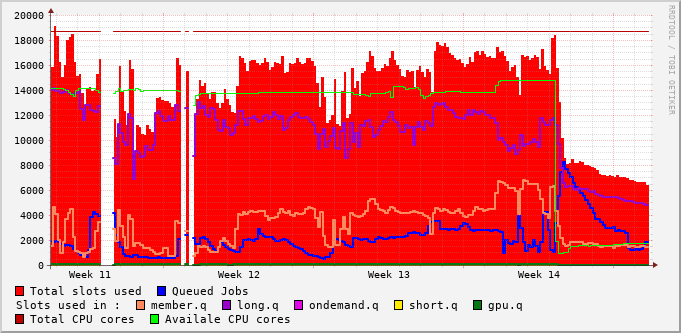 20000
18000
16000
14000
12000
10000
8000
6000
4000
2000
0
Week 11 Week 12 Week 13 Week 14
RRDTOOL / TOBI OETIKER
Total slots used Queued Jobs
Slots used in : member.q long.q ondemand.q short.q gpu.q
Total CPU cores Availale CPU cores